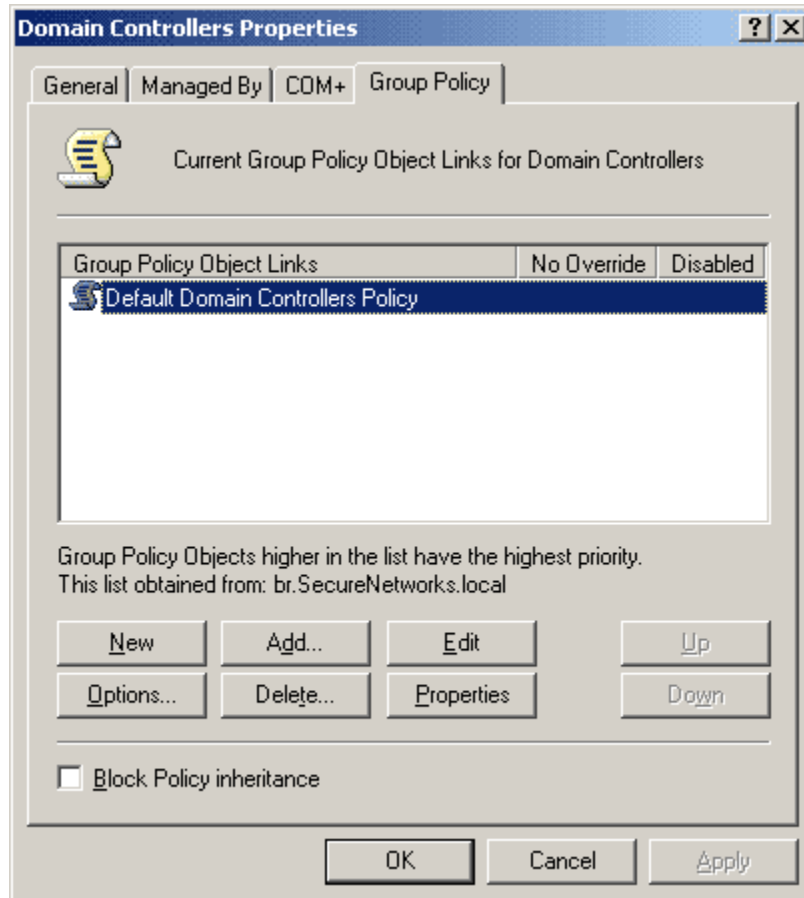 Domain Controllers Properties
General Managed By COM+ Group Policy
Current Group Policy Object Links for Domain Controllers
Group Policy Object Links No Override Disabled
Default Domain Controllers Policy
Group Policy Objects higher in the list have the highest priority.
This list obtained from: br.SecureNetworks.local
New Add... Edit Up
Options... Delete... Properties Down
Block Policy inheritance
OK Cancel Apply